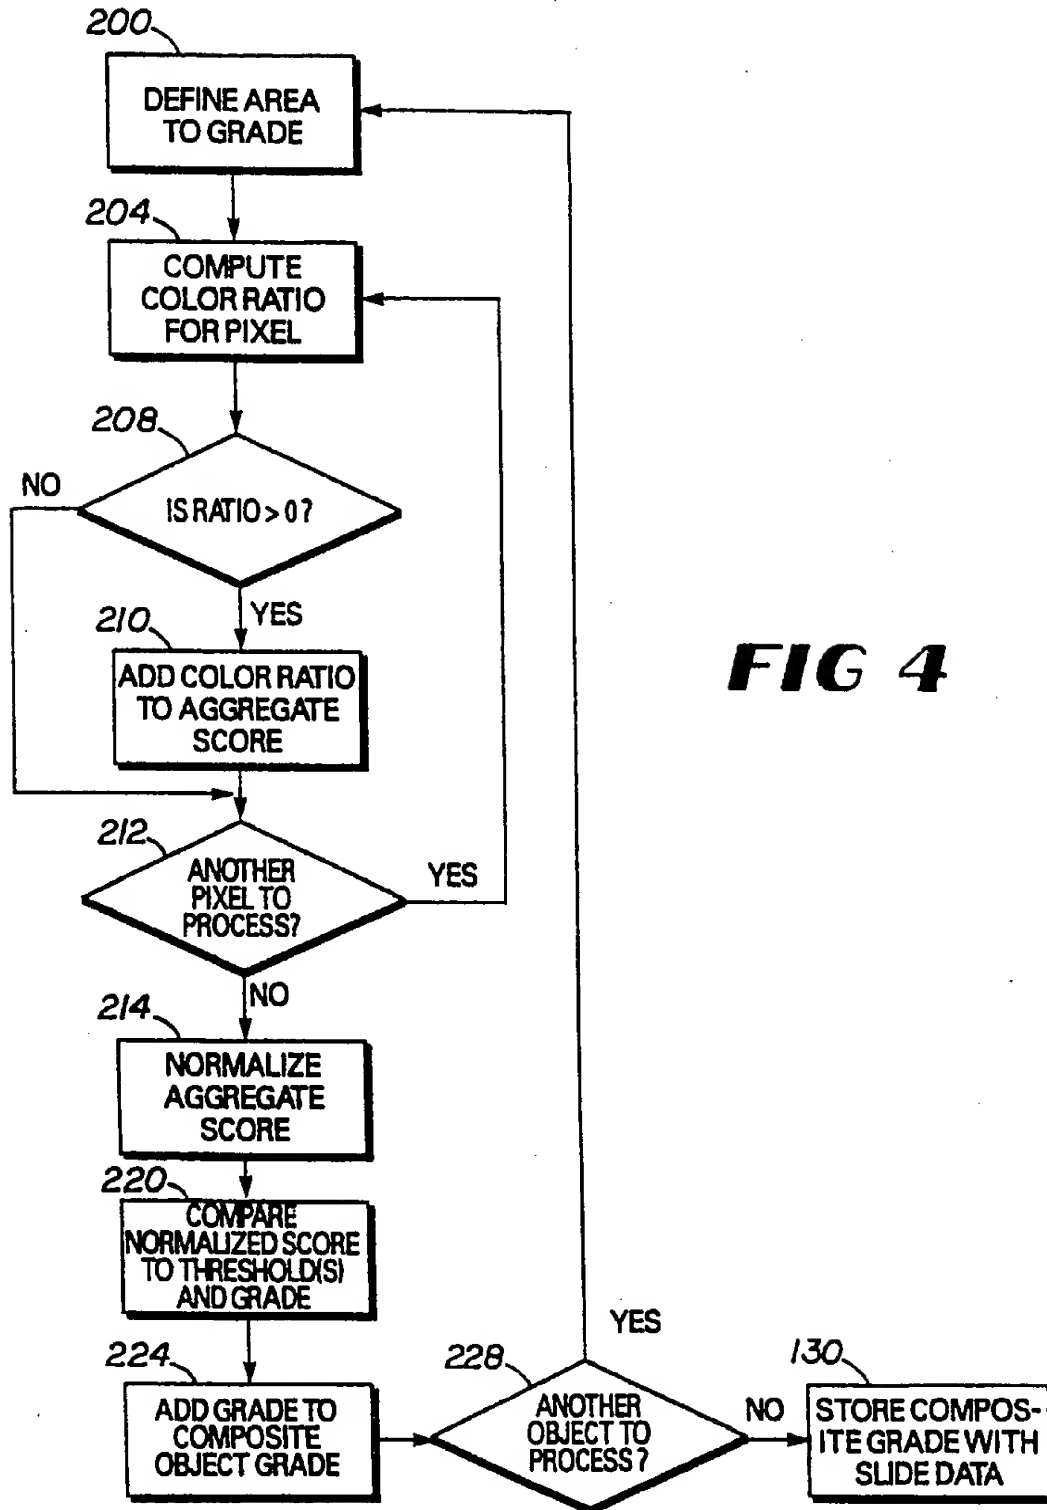 200
DEFINE AREA
TO GRADE
204
COMPUTE
COLOR RATIO
FOR PIXEL
208
NO
IS RATIO > 0?
YES
210
ADD COLOR RATIO
TO AGGREGATE
SCORE
FIG 4
212
ANOTHER
PIXEL TO
PROCESS?
YES
NO
214
NORMALIZE
AGGREGATE
SCORE
220
COMPARE
NORMALIZED SCORE
TO THRESHOLD(S)
AND GRADE
YES
224
ADD GRADE TO
COMPOSITE
OBJECT GRADE
228
ANOTHER
OBJECT TO
PROCESS?
NO
130
STORE COMPOS-
ITE GRADE WITH
SLIDE DATA